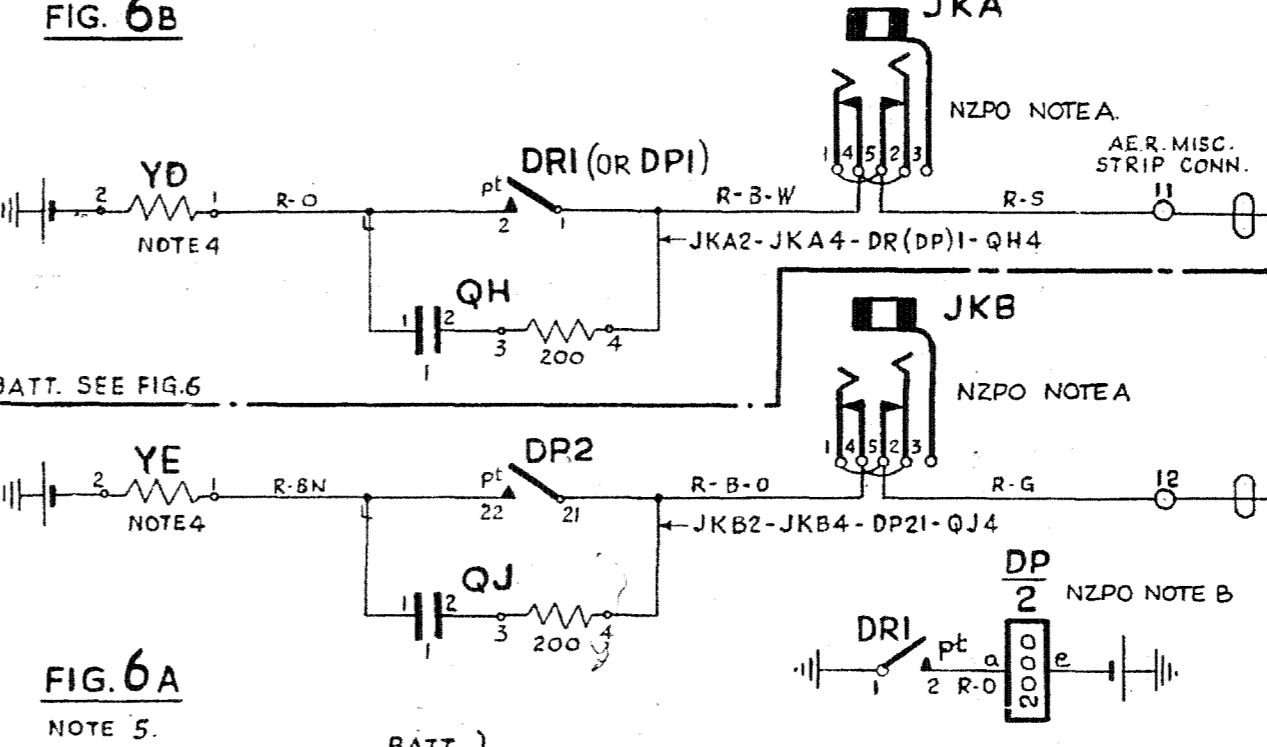 FIG. 6B
JKA
NZPO NOTE A.
1 4 5 2 3
A.E.R. MISC.
STRIP CONN.
11
YD
2 1
NOTE 4
R-O
DR1 (OR DP1)
pt
2 1
R-B-W
R-S
JKA2-JKA4-DR(DP)1-QH4
QH
1 2
1
3 4
200
BATT. SEE FIG.6
JKB
NZPO NOTE A
1 4 5 2 3
YE
2 1
NOTE 4
R-BN
DP2
pt
22 21
R-B-O
R-G
12
JKB2-JKB4-DP21-QJ4
QJ
1 2
1
3 4
200
DP
2
NZPO NOTE B
DR1
pt
1 2
R-O
a
2000
e
FIG. 6A
NOTE 5.
BATT.)